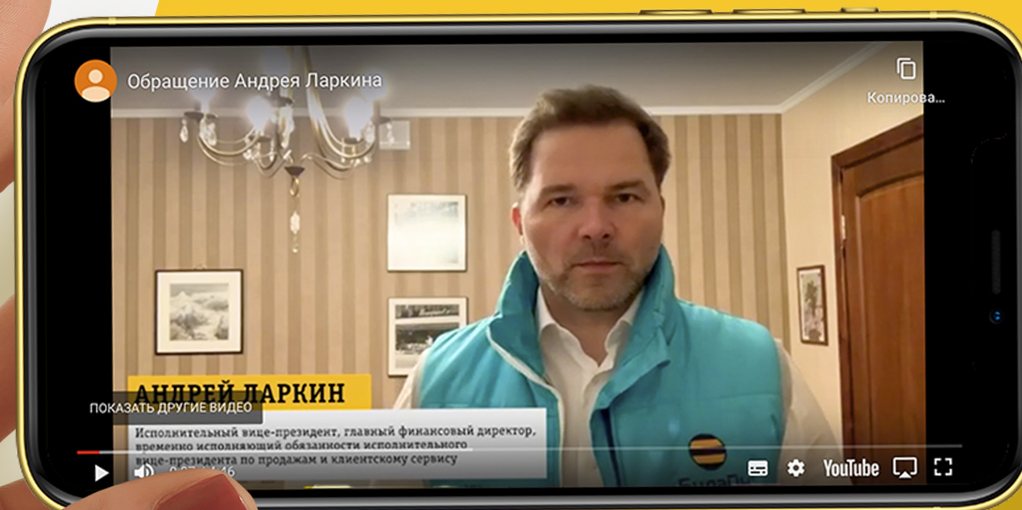 Обращение Андрея Ларкина
Копирова...
АНДРЕЙ ЛАРКИН
ПОКАЗАТЬ ДРУГИЕ ВИДЕО
Исполнительный вице-президент, главный финансовый директор,
временно исполняющий обязанности исполнительного
вице-президента по продажам и клиентскому сервису
YouTube